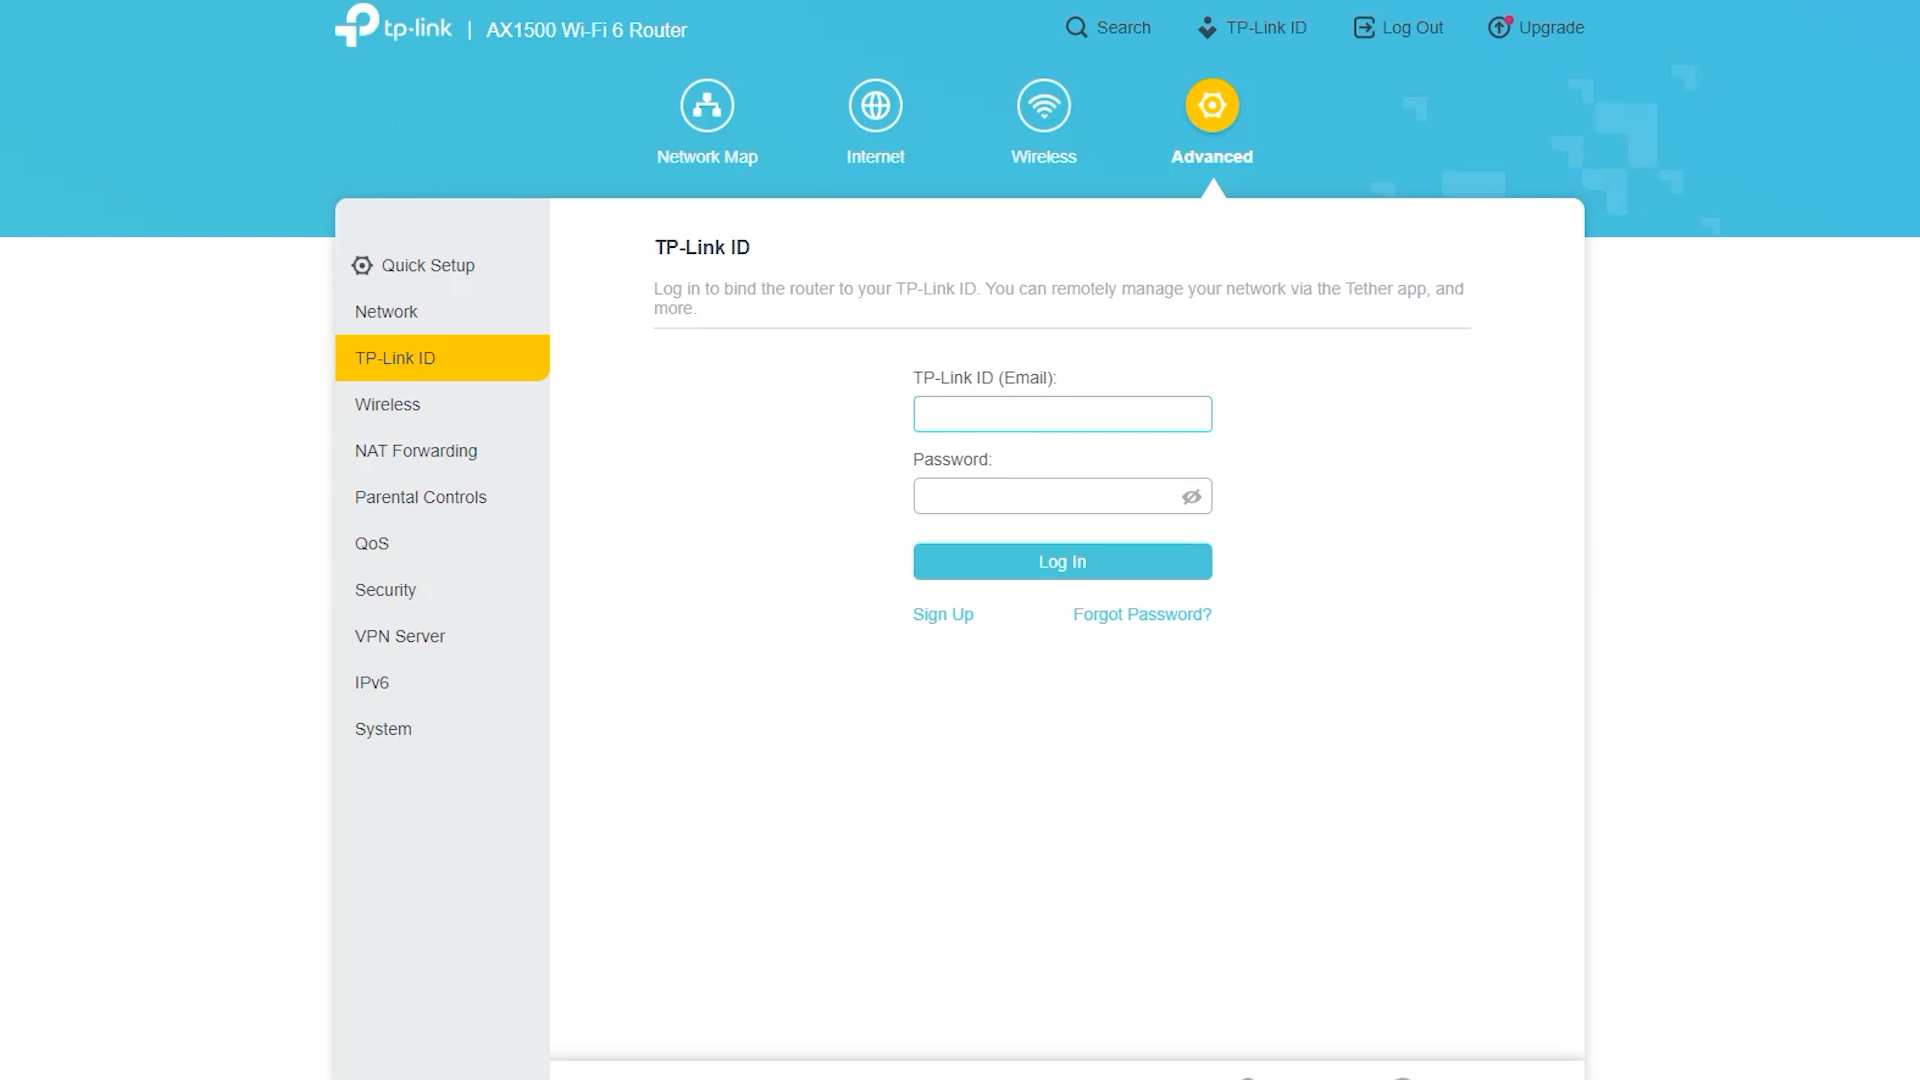 tp-link | AX1500 Wi-Fi 6 Router
Search
TP-Link ID
Log Out
Upgrade
Network Map
Internet
Wireless
Advanced
Quick Setup
Network
TP-Link ID
Wireless
NAT Forwarding
Parental Controls
QoS
Security
VPN Server
IPv6
System
TP-Link ID
Log in to bind the router to your TP-Link ID. You can remotely manage your network via the Tether app, and
more.
TP-Link ID (Email):
Password:
Log In
Sign Up
Forgot Password?